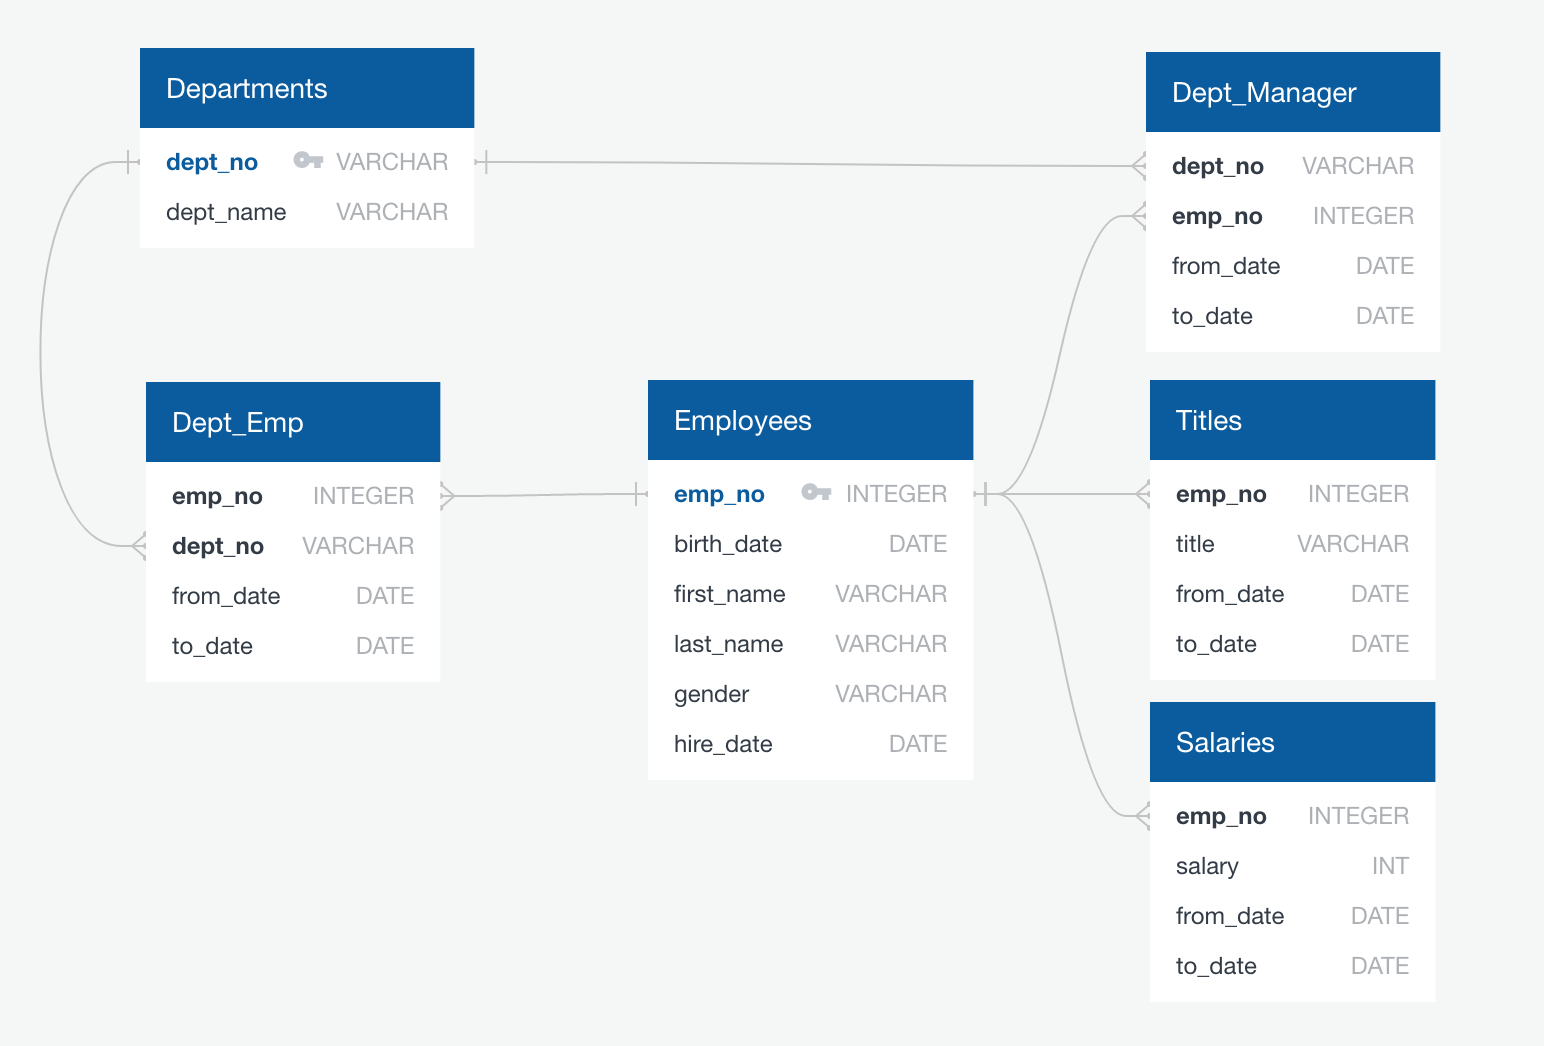 Departments
dept_no VARCHAR
dept_name VARCHAR
Dept_Manager
dept_no VARCHAR
emp_no INTEGER
from_date DATE
to_date DATE
Dept_Emp
emp_no INTEGER
dept_no VARCHAR
from_date DATE
to_date DATE
Employees
emp_no INTEGER
birth_date DATE
first_name VARCHAR
last_name VARCHAR
gender VARCHAR
hire_date DATE
Titles
emp_no INTEGER
title VARCHAR
from_date DATE
to_date DATE
Salaries
emp_no INTEGER
salary INT
from_date DATE
to_date DATE